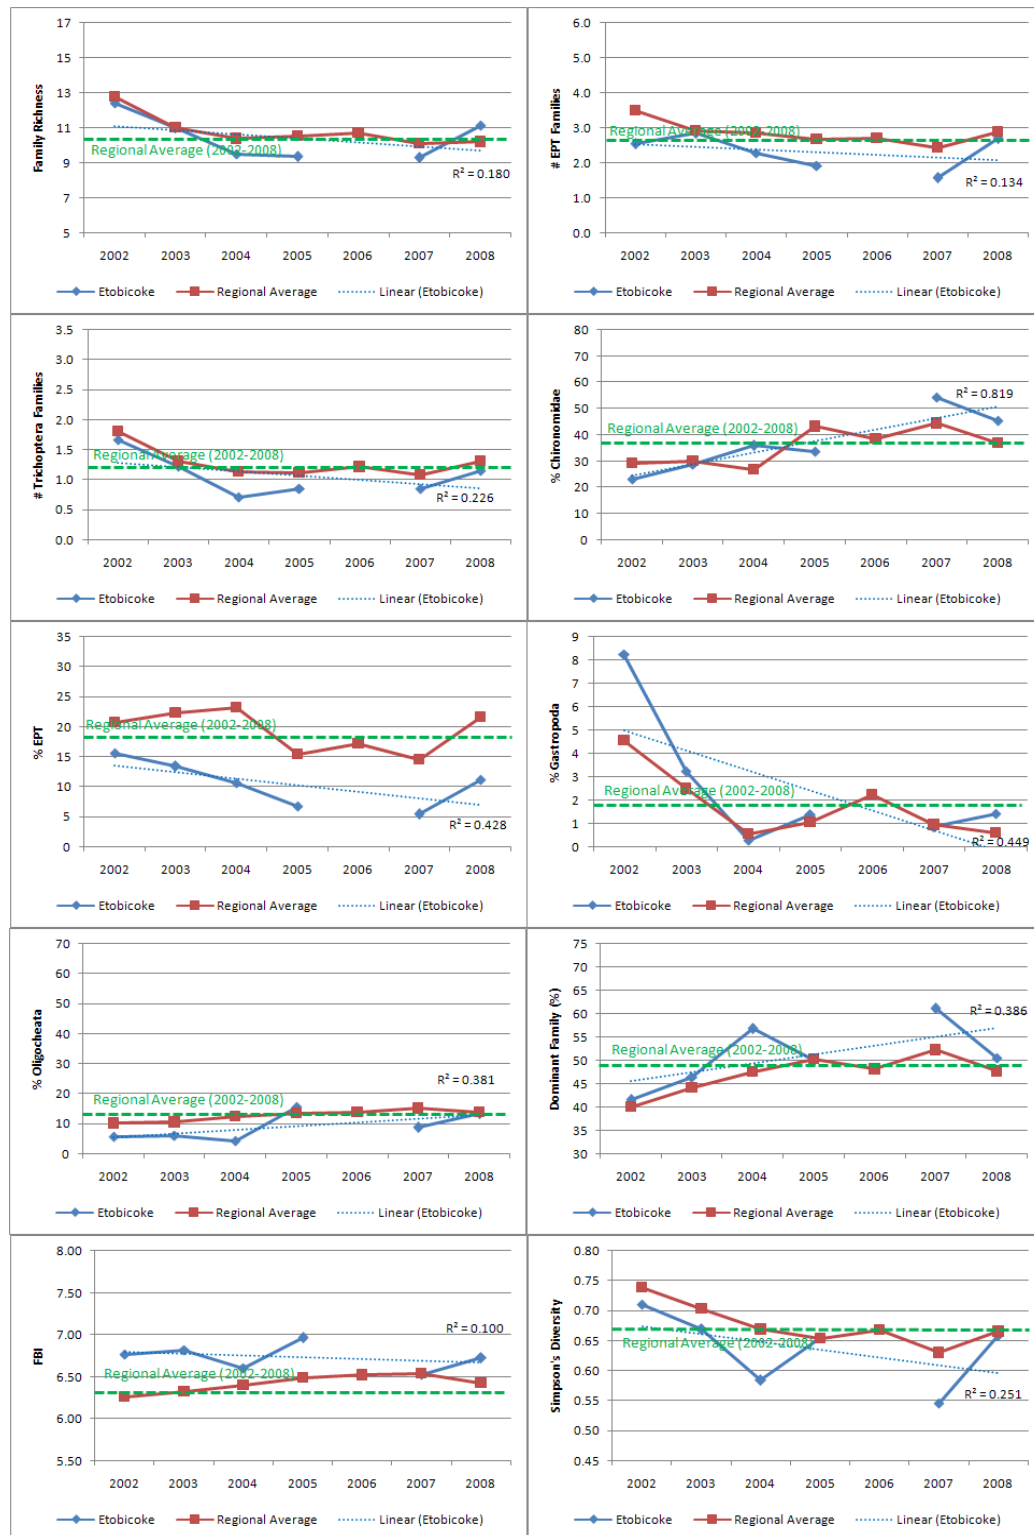 Family Richness
17
15
13
11
9
7
5
Regional Average (2002-2008)
R² = 0.180
2002 2003 2004 2005 2006 2007 2008
Etobicoke Regional Average Linear (Etobicoke)
# EPT Families
6.0
5.0
4.0
3.0
2.0
1.0
0.0
Regional Average (2002-2008)
R² = 0.134
2002 2003 2004 2005 2006 2007 2008
Etobicoke Regional Average Linear (Etobicoke)
# Trichoptera Families
3.5
3.0
2.5
2.0
1.5
1.0
0.5
0.0
Regional Average (2002-2008)
R² = 0.226
2002 2003 2004 2005 2006 2007 2008
Etobicoke Regional Average Linear (Etobicoke)
% Chironomidae
80
70
60
50
40
30
20
10
0
Regional Average (2002-2008)
R² = 0.819
2002 2003 2004 2005 2006 2007 2008
Etobicoke Regional Average Linear (Etobicoke)
% EPT
35
30
25
20
15
10
5
0
Regional Average (2002-2008)
R² = 0.428
2002 2003 2004 2005 2006 2007 2008
Etobicoke Regional Average Linear (Etobicoke)
% Gastropoda
9
8
7
6
5
4
3
2
1
0
Regional Average (2002-2008)
R² = 0.449
2002 2003 2004 2005 2006 2007 2008
Etobicoke Regional Average Linear (Etobicoke)
% Oligocheata
70
60
50
40
30
20
10
0
R² = 0.381
Regional Average (2002-2008)
2002 2003 2004 2005 2006 2007 2008
Etobicoke Regional Average Linear (Etobicoke)
Dominant Family (%)
75
70
65
60
55
50
45
40
35
30
R² = 0.386
Regional Average (2002-2008)
2002 2003 2004 2005 2006 2007 2008
Etobicoke Regional Average Linear (Etobicoke)
FBI
8.00
7.50
7.00
6.50
6.00
5.50
R² = 0.100
Regional Average (2002-2008)
2002 2003 2004 2005 2006 2007 2008
Etobicoke Regional Average Linear (Etobicoke)
Simpson's Diversity
0.80
0.75
0.70
0.65
0.60
0.55
0.50
0.45
Regional Average (2002-2008)
R² = 0.251
2002 2003 2004 2005 2006 2007 2008
Etobicoke Regional Average Linear (Etobicoke)